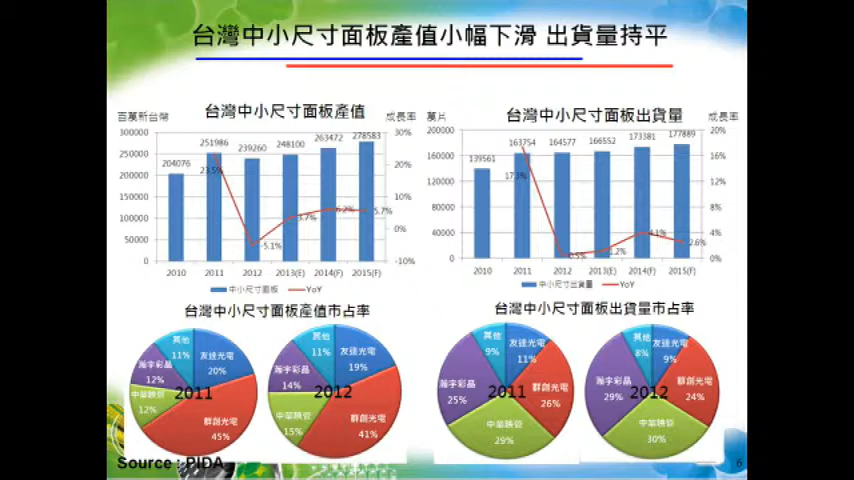 台灣中小尺寸面板產值小幅下滑 出貨量持平
百萬新台幣 台灣中小尺寸面板產值 成長率
300000 30%
250000 20%
200000 10%
150000 0%
100000 -10%
50000
0
204076 251986 239260 248100 263472 278583
23.5% -5.1% 3.7% 6.2% 5.7%
2010 2011 2012 2013(E) 2014(F) 2015(F)
中小尺寸面板 YoY
萬片 台灣中小尺寸面板出貨量 成長率
200000 20%
160000 16%
120000 12%
80000 8%
40000 4%
0 0%
139561 163754 164577 166552 173381 177889
17.3% 0.5% 1.2% 4.1% 2.6%
2010 2011 2012 2013(E) 2014(F) 2015(F)
中小尺寸出貨量 YoY
台灣中小尺寸面板產值市占率
2011
友達光電 20%
群創光電 45%
中華映管 12%
瀚宇彩晶 12%
其他 11%
2012
友達光電 19%
群創光電 41%
中華映管 15%
瀚宇彩晶 14%
其他 11%
台灣中小尺寸面板出貨量市占率
2011
友達光電 11%
群創光電 26%
中華映管 29%
瀚宇彩晶 25%
其他 9%
2012
友達光電 9%
群創光電 24%
中華映管 30%
瀚宇彩晶 29%
其他 8%
Source : PIDA
6